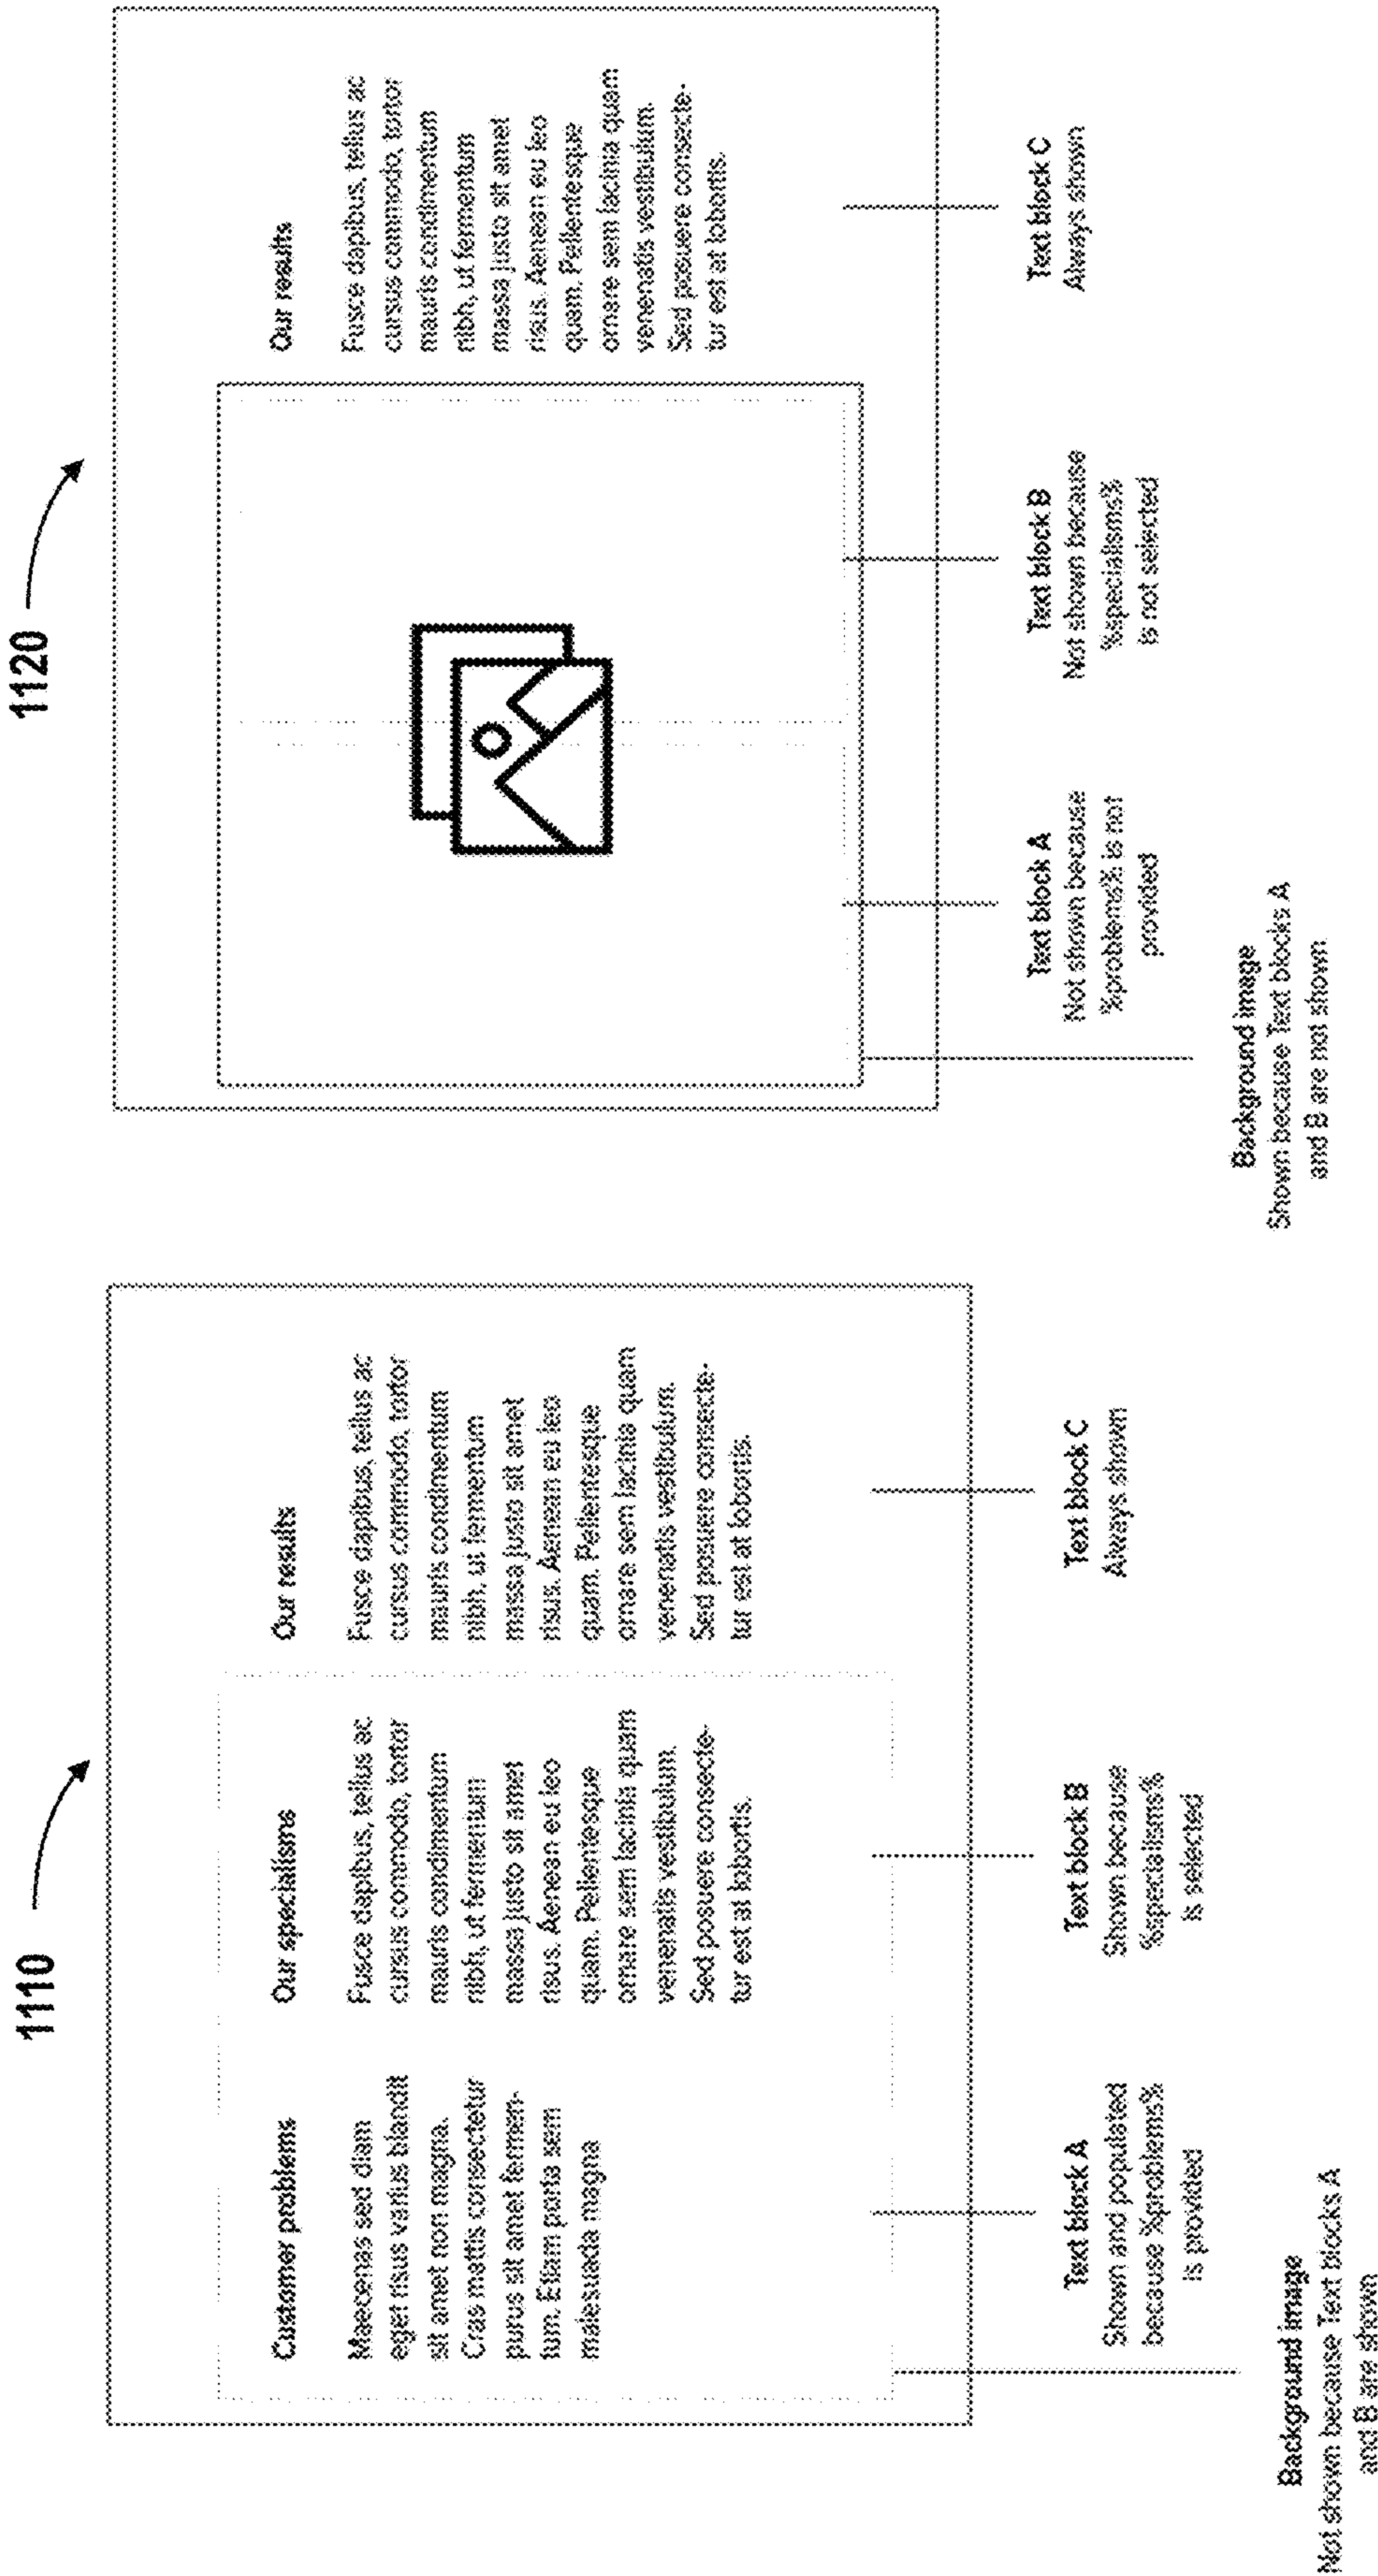 1110
Customer problems
Maecenas sed diam
eget risus varius blandit
sit amet non magna.
Cras mattis consectetur
purus sit amet fermen-
tum. Etiam porta sem
malesuada magna
Our specialisms
Fusce dapibus, tellus ac
cursus commodo, tortor
mauris condimentum
nibh, ut fermentum
massa justo sit amet
risus. Aenean eu leo
quam. Pellentesque
ornare sem lacinia quam
venenatis vestibulum.
Sed posuere consecte-
tur est at lobortis.
Our results
Fusce dapibus, tellus ac
cursus commodo, tortor
mauris condimentum
nibh, ut fermentum
massa justo sit amet
risus. Aenean eu leo
quam. Pellentesque
ornare sem lacinia quam
venenatis vestibulum.
Sed posuere consecte-
tur est at lobortis.
Text block A
Shown and populated
because %problems%
is provided
Text block B
Shown because
%specialisms%
is selected
Text block C
Always shown
Background image
Not shown because Text blocks A
and B are shown
1120
Our results
Fusce dapibus, tellus ac
cursus commodo, tortor
mauris condimentum
nibh, ut fermentum
massa justo sit amet
risus. Aenean eu leo
quam. Pellentesque
ornare sem lacinia quam
venenatis vestibulum.
Sed posuere consecte-
tur est at lobortis.
Text block A
Not shown because
%problems% is not
provided
Text block B
Not shown because
%specialisms%
is not selected
Text block C
Always shown
Background image
Shown because Text blocks A
and B are not shown